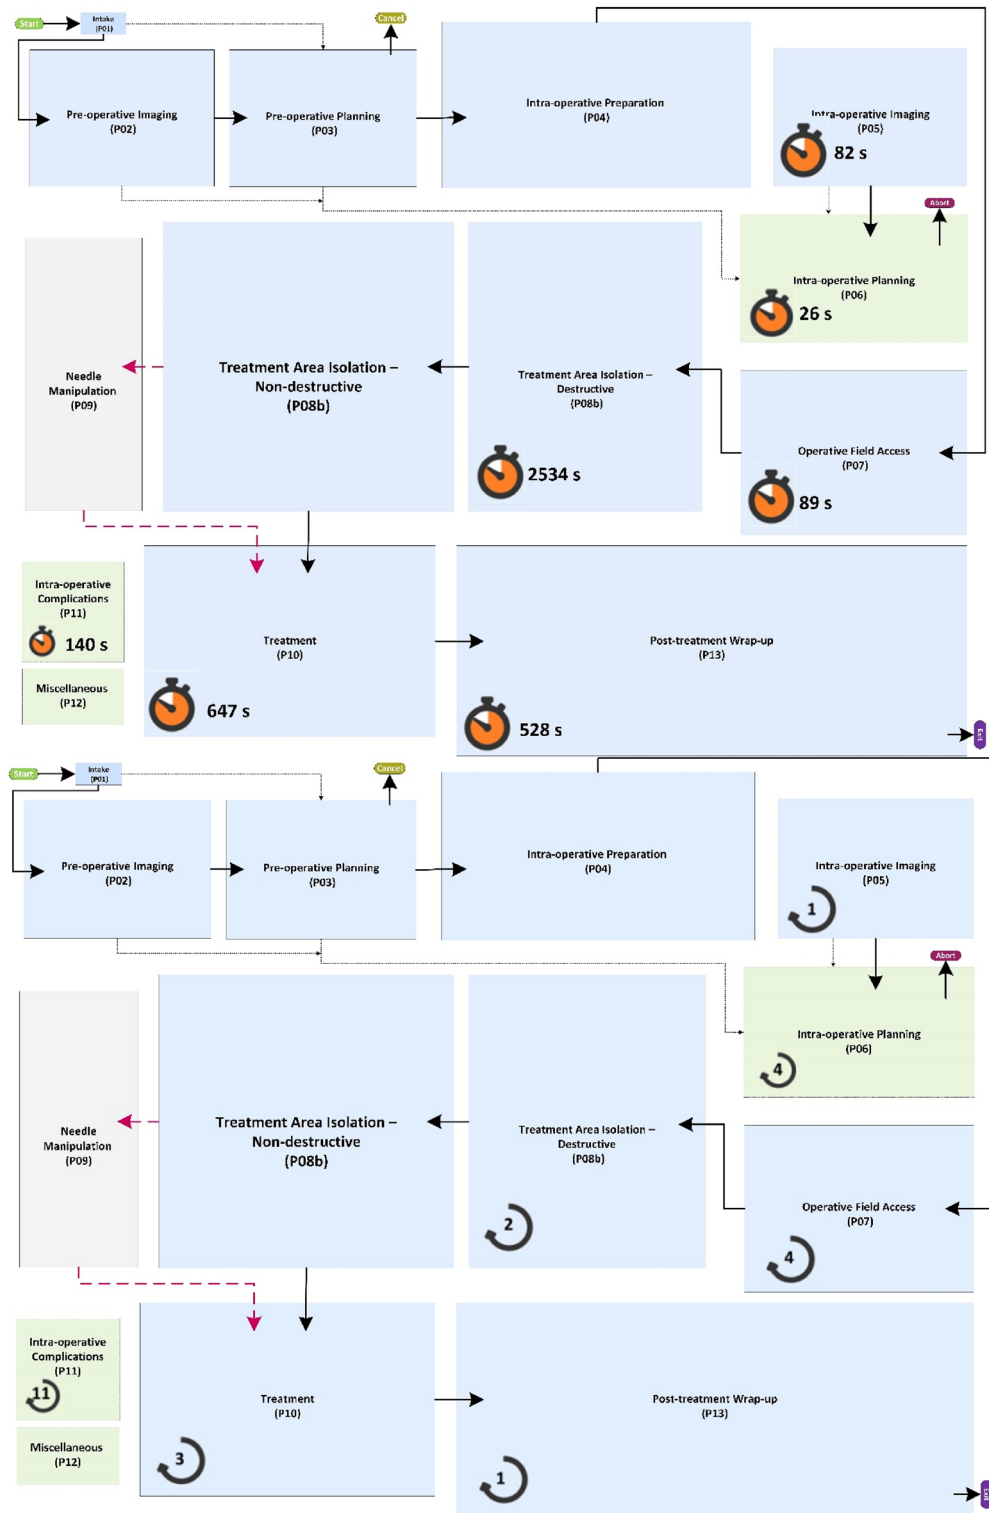 Start
Intake
(P01)
Cancel
Pre-operative Imaging
(P02)
Pre-operative Planning
(P03)
Intra-operative Preparation
(P04)
Intra-operative Imaging
(P05)
82 s
Abort
Intra-operative Planning
(P06)
26 s
Needle
Manipulation
(P09)
Treatment Area Isolation –
Non-destructive
(P08b)
Treatment Area Isolation –
Destructive
(P08b)
2534 s
Operative Field Access
(P07)
89 s
Intra-operative
Complications
(P11)
140 s
Miscellaneous
(P12)
Treatment
(P10)
647 s
Post-treatment Wrap-up
(P13)
528 s
Exit
Start
Intake
(P01)
Cancel
Pre-operative Imaging
(P02)
Pre-operative Planning
(P03)
Intra-operative Preparation
(P04)
Intra-operative Imaging
(P05)
1
Abort
Intra-operative Planning
(P06)
4
Needle
Manipulation
(P09)
Treatment Area Isolation –
Non-destructive
(P08b)
Treatment Area Isolation –
Destructive
(P08b)
2
Operative Field Access
(P07)
4
Intra-operative
Complications
(P11)
11
Miscellaneous
(P12)
Treatment
(P10)
3
Post-treatment Wrap-up
(P13)
1
Exit